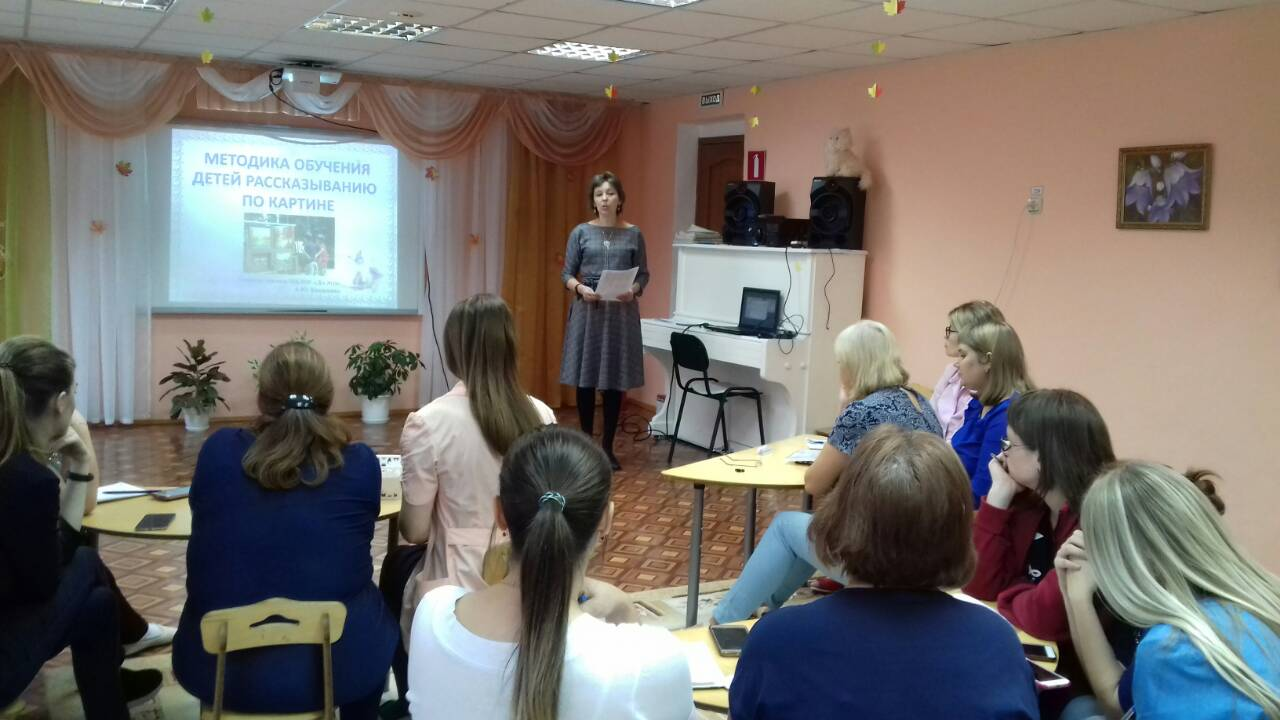 МЕТОДИКА ОБУЧЕНИЯ
ДЕТЕЙ РАССКАЗЫВАНИЮ
ПО КАРТИНЕ
ВЫХОД